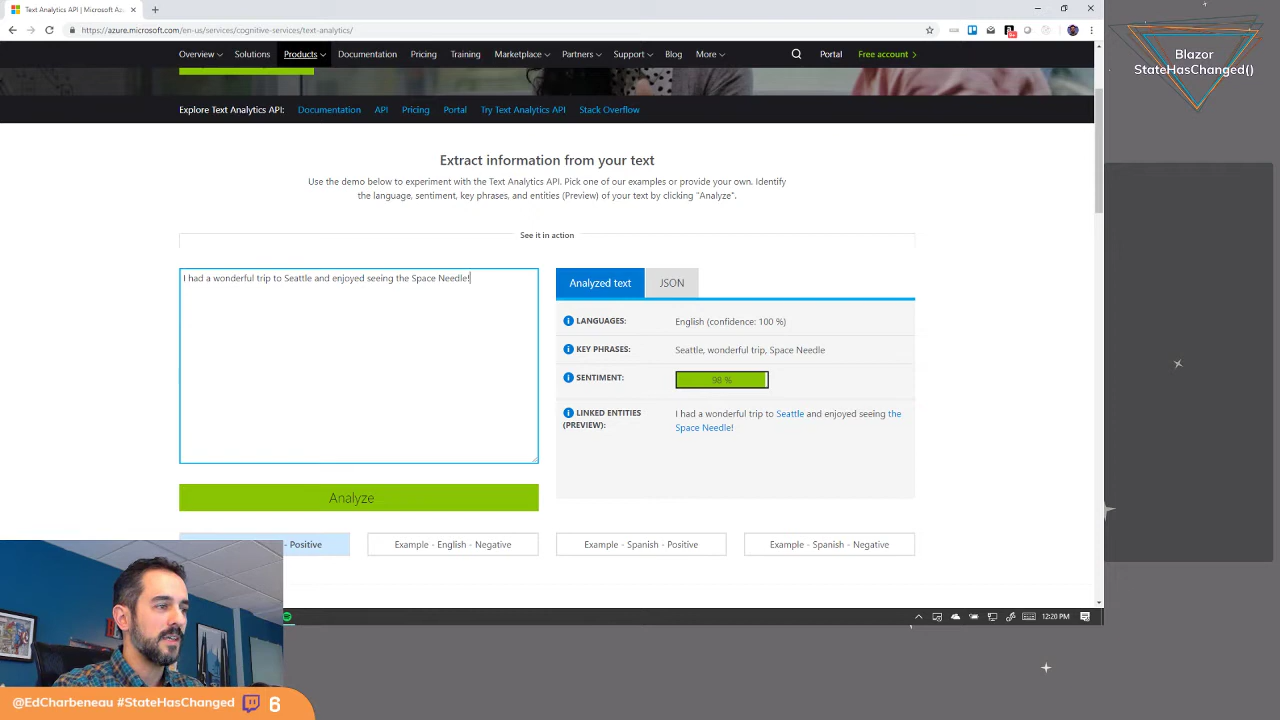 Text Analytics API | Microsoft Az
https://azure.microsoft.com/en-us/services/cognitive-services/text-analytics/
Overview Solutions Products Documentation Pricing Training Marketplace Partners Support Blog More Portal Free account
Blazor
StateHasChanged()
Explore Text Analytics API: Documentation API Pricing Portal Try Text Analytics API Stack Overflow
Extract information from your text
Use the demo below to experiment with the Text Analytics API. Pick one of our examples or provide your own. Identify
the language, sentiment, key phrases, and entities (Preview) of your text by clicking "Analyze".
See it in action
I had a wonderful trip to Seattle and enjoyed seeing the Space Needle!
Analyzed text JSON
LANGUAGES: English (confidence: 100 %)
KEY PHRASES: Seattle, wonderful trip, Space Needle
SENTIMENT: 98 %
LINKED ENTITIES
(PREVIEW):
I had a wonderful trip to Seattle and enjoyed seeing the
Space Needle!
Analyze
- Positive
Example - English - Negative
Example - Spanish - Positive
Example - Spanish - Negative
12:20 PM
@EdCharbeneau #StateHasChanged 6